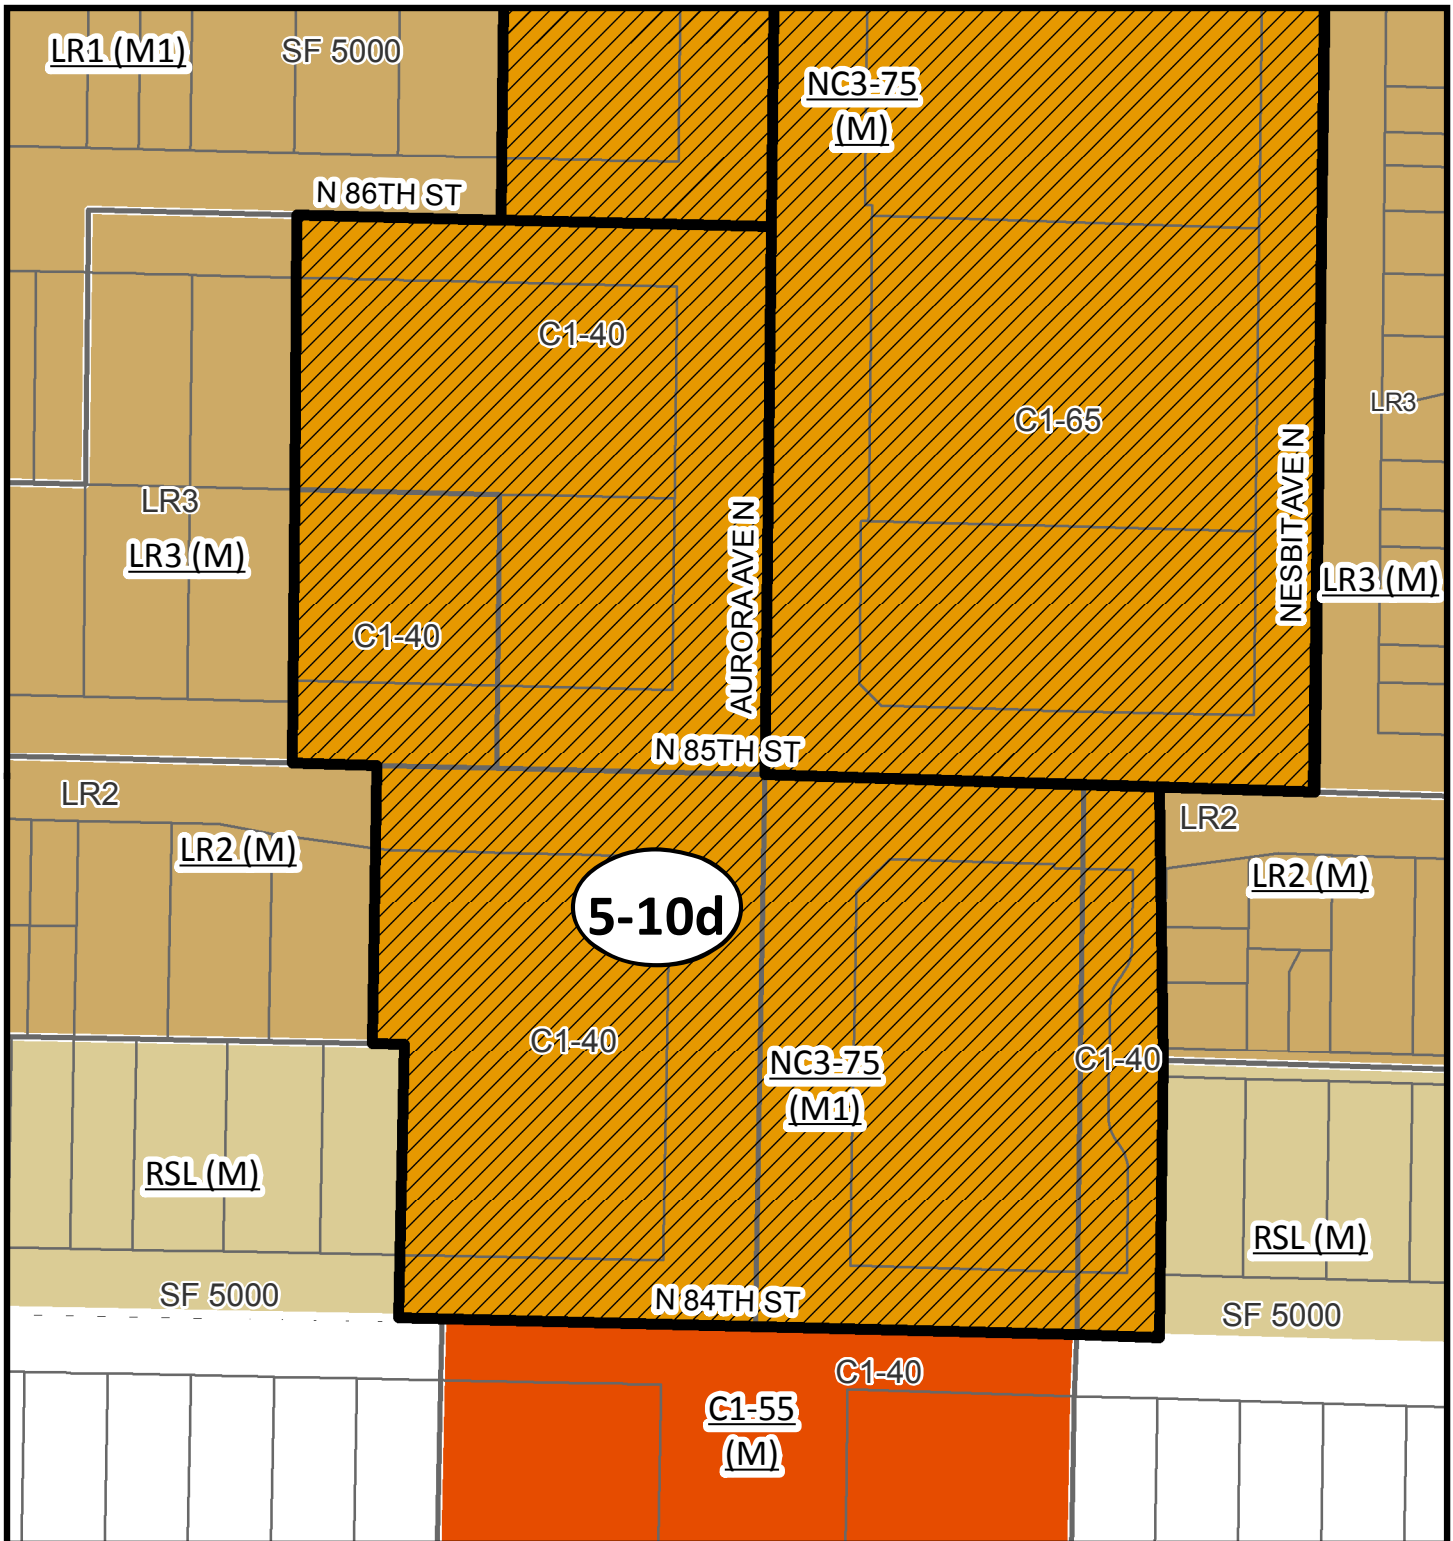 LR1 (M1)
SF 5000
NC3-75
(M)
N 86TH ST
C1-40
C1-65
LR3
AURORA AVE N
NESBIT AVE N
LR3
LR3 (M)
LR3 (M)
C1-40
N 85TH ST
LR2
LR2
LR2 (M)
LR2 (M)
5-10d
C1-40
NC3-75
(M1)
C1-40
RSL (M)
RSL (M)
SF 5000
N 84TH ST
SF 5000
C1-40
C1-55
(M)